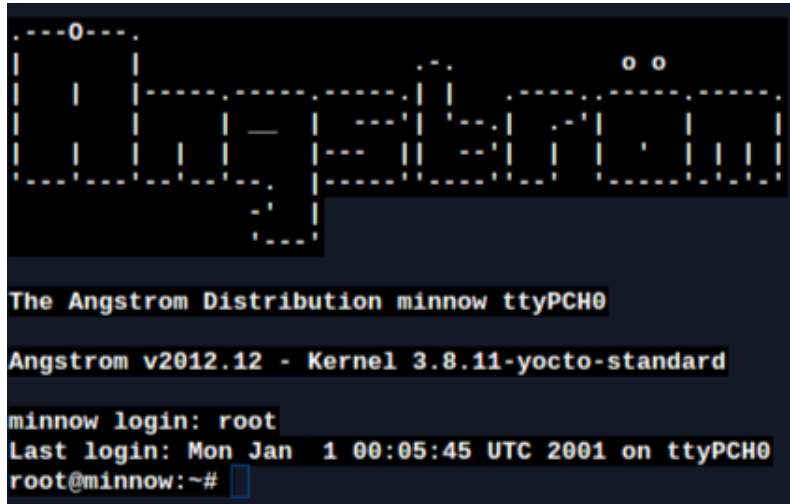 .---O---.
|       |                  .-.           o o
|   |   |-----.-----.-----.| |   .----..-----.-----.
|       |     | __  |  ---'| '--.|  .-'|     |     |
|   |   |  |  |     |---  ||  --'|  |  |  '  | | | |
'---'---'--'--'--.  |-----''----''--'  '-----'-'-'-'
                -'  |
                '---'
The Angstrom Distribution minnow ttyPCH0
Angstrom v2012.12 - Kernel 3.8.11-yocto-standard
minnow login: root
Last login: Mon Jan  1 00:05:45 UTC 2001 on ttyPCH0
root@minnow:~#